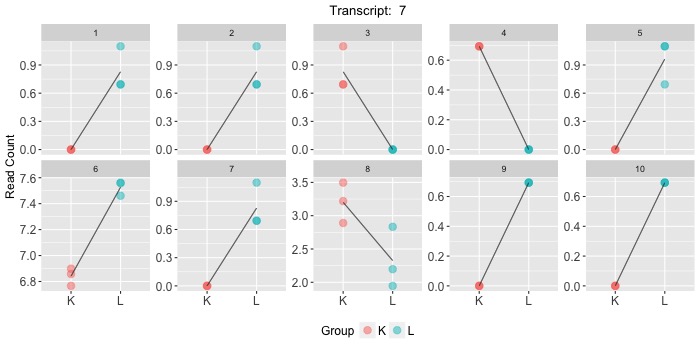 Transcript: 7
1 2 3 4 5
0.9 0.9 0.9 0.6 0.9
0.6 0.6 0.6 0.4 0.6
0.3 0.3 0.3 0.2 0.3
0.0 0.0 0.0 0.0 0.0
Read Count
6 7 8 9 10
7.6 0.9 3.5 0.6 0.6
7.4 0.6 3.0 0.4 0.4
7.2 0.3 2.5 0.2 0.2
7.0 0.0 2.0 0.0 0.0
6.8
K L K L K L K L K L
Group K L